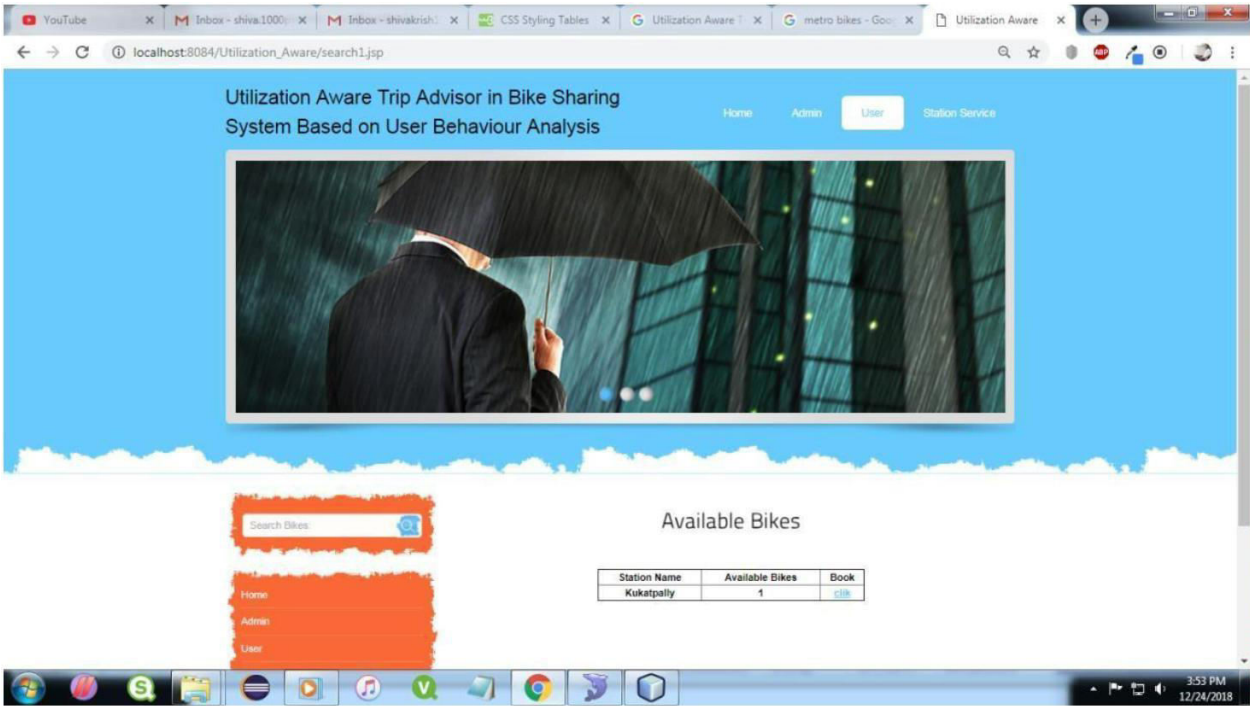 YouTube
Inbox - shiva.1000
Inbox - shivakrish
CSS Styling Tables
Utilization Aware T
metro bikes - Goo
Utilization Aware
localhost:8084/Utilization_Aware/search1.jsp
ABP
Utilization Aware Trip Advisor in Bike Sharing
System Based on User Behaviour Analysis
Home
Admin
User
Station Service
Search Bikes:
Available Bikes
Station Name Available Bikes Book
Kukatpally 1 clik
Home
Admin
User
3:53 PM
12/24/2018